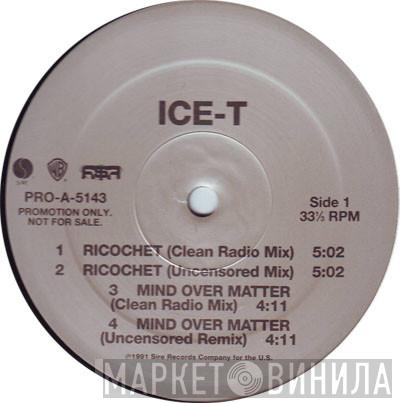 ICE-T
SIRE
PRO-A-5143
PROMOTION ONLY.
NOT FOR SALE.
Side 1
33⅓ RPM
1 RICOCHET (Clean Radio Mix) 5:02
2 RICOCHET (Uncensored Mix) 5:02
3 MIND OVER MATTER
(Clean Radio Mix) 4:11
4 MIND OVER MATTER
(Uncensored Remix) 4:11
℗1991 Sire Records Company for the U.S.
МАРКЕТ ВИНИЛА